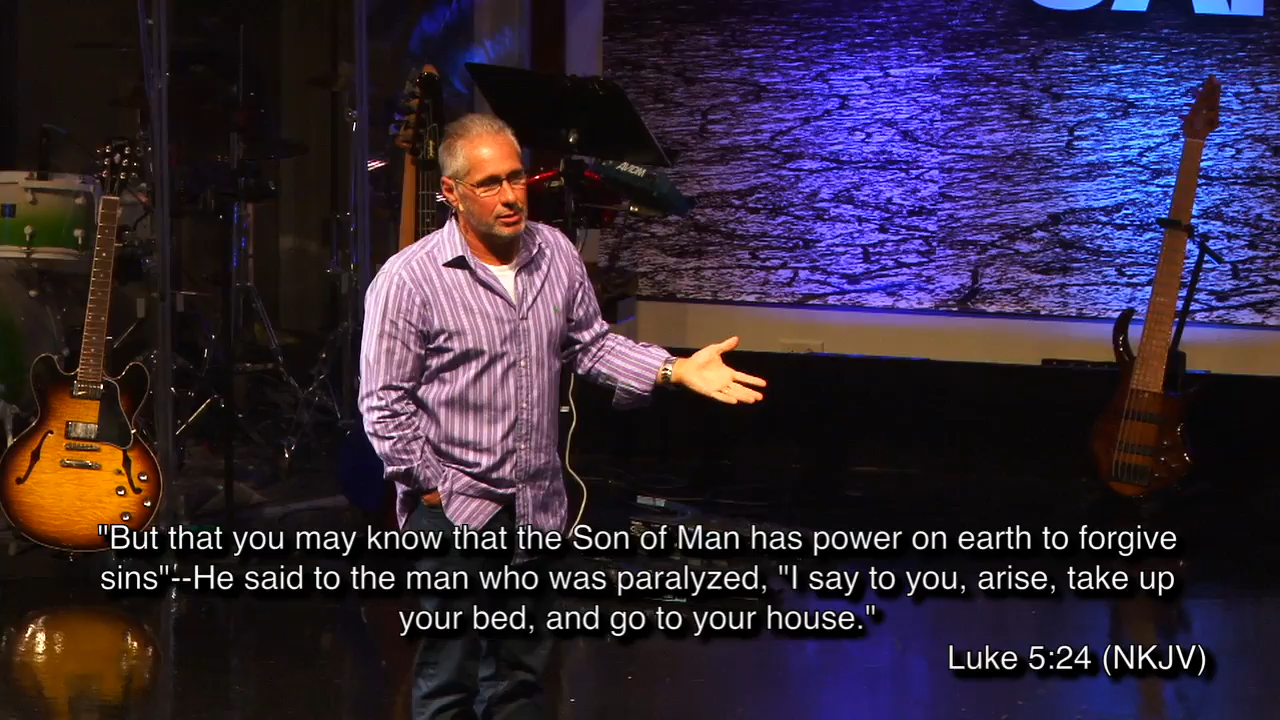 AVIOM
"But that you may know that the Son of Man has power on earth to forgive
sins"--He said to the man who was paralyzed, "I say to you, arise, take up
your bed, and go to your house."
Luke 5:24 (NKJV)